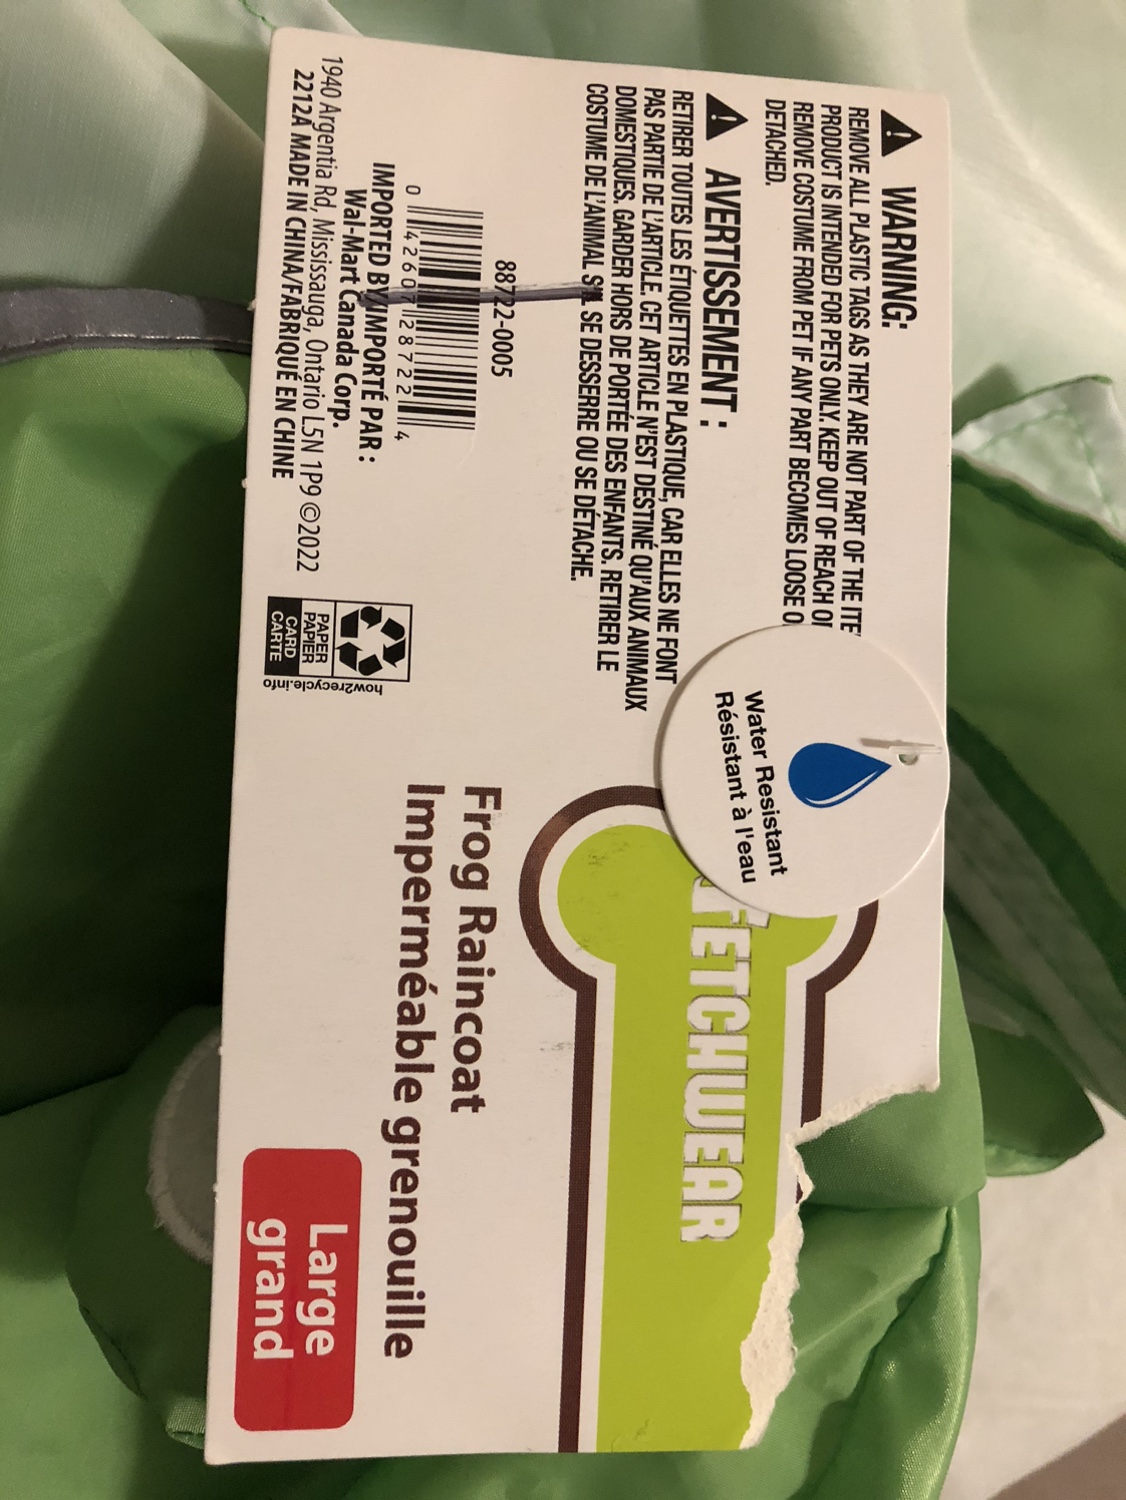 WARNING:
REMOVE ALL PLASTIC TAGS AS THEY ARE NOT PART OF THE
PRODUCT IS INTENDED FOR PETS ONLY. KEEP OUT OF REACH
REMOVE COSTUME FROM PET IF ANY PART BECOMES LOOSE
DETACHED.
AVERTISSEMENT :
RETIRER TOUTES LES ÉTIQUETTES EN PLASTIQUE, CAR ELLES NE FONT
PAS PARTIE DE L'ARTICLE. CET ARTICLE N'EST DESTINÉ QU'AUX ANIMAUX
DOMESTIQUES. GARDER HORS DE PORTÉE DES ENFANTS. RETIRER LE
COSTUME DE L'ANIMAL S'IL SE DESSERRE OU SE DÉTACHE.
88722-0005
0 42607 28722 4
IMPORTED BY/IMPORTÉ PAR :
Wal-Mart Canada Corp.
1940 Argentia Rd, Mississauga, Ontario L5N 1P9 ©2022
2212A MADE IN CHINA/FABRIQUÉ EN CHINE
PAPER
PAPIER
CARD
CARTE
how2recycle.info
Water Resistant
Résistant à l'eau
FETCHWEAR
Frog Raincoat
Imperméable grenouille
Large
grand